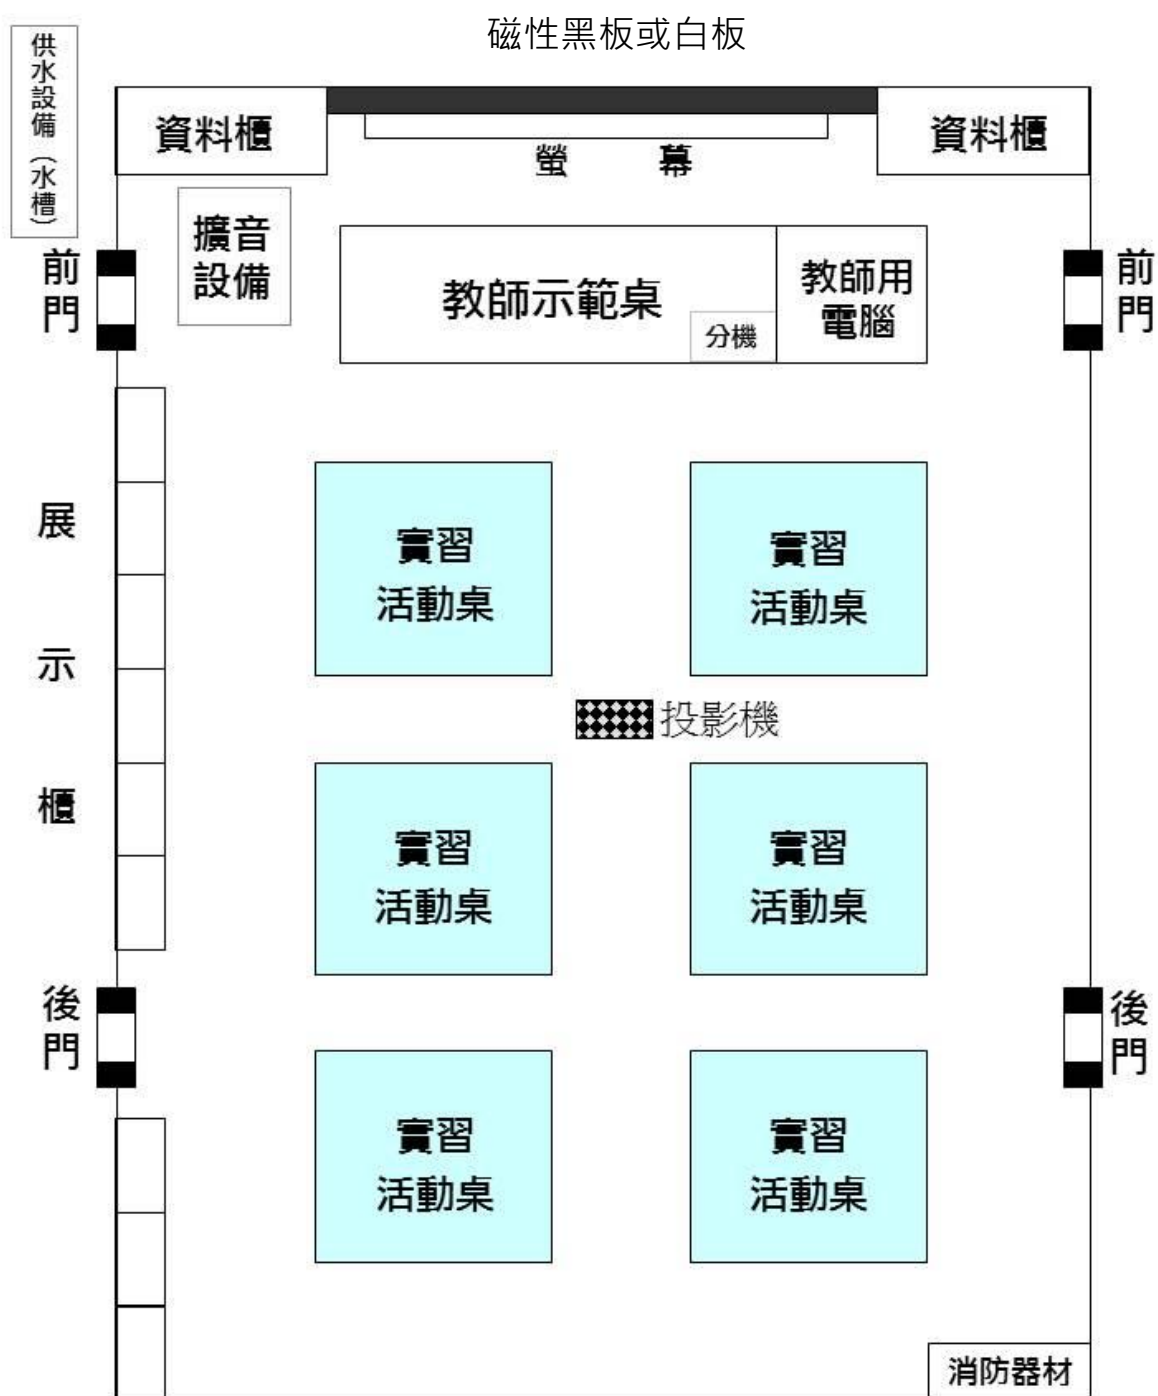 磁性黑板或白板
供水設備（水槽）
資料櫃
資料櫃
螢 幕
擴音
設備
教師示範桌
分機
教師用
電腦
前門
前門
展示櫃
實習
活動桌
實習
活動桌
投影機
實習
活動桌
實習
活動桌
後門
後門
實習
活動桌
實習
活動桌
消防器材